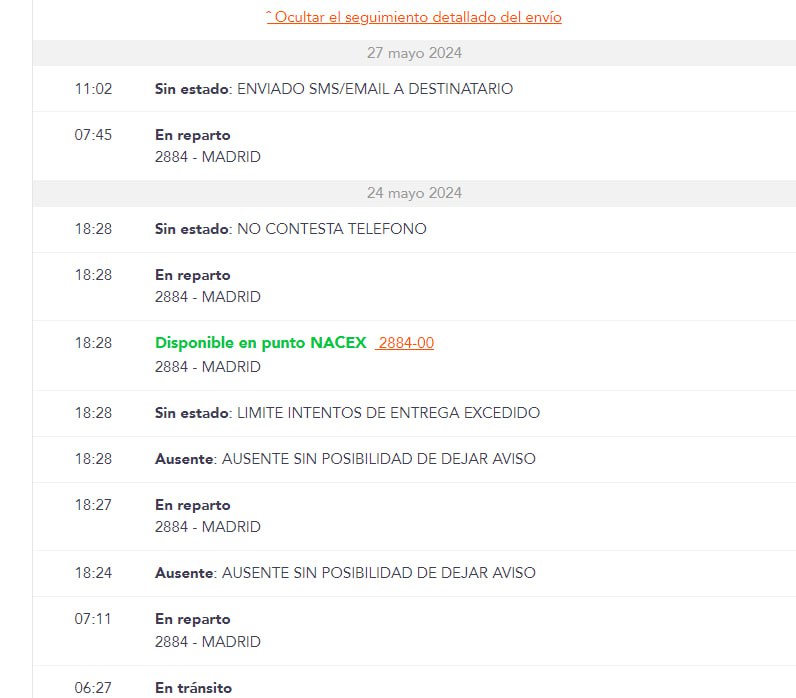 ˆ Ocultar el seguimiento detallado del envío
27 mayo 2024
11:02 Sin estado: ENVIADO SMS/EMAIL A DESTINATARIO
07:45 En reparto
2884 - MADRID
24 mayo 2024
18:28 Sin estado: NO CONTESTA TELEFONO
18:28 En reparto
2884 - MADRID
18:28 Disponible en punto NACEX 2884-00
2884 - MADRID
18:28 Sin estado: LIMITE INTENTOS DE ENTREGA EXCEDIDO
18:28 Ausente: AUSENTE SIN POSIBILIDAD DE DEJAR AVISO
18:27 En reparto
2884 - MADRID
18:24 Ausente: AUSENTE SIN POSIBILIDAD DE DEJAR AVISO
07:11 En reparto
2884 - MADRID
06:27 En tránsito